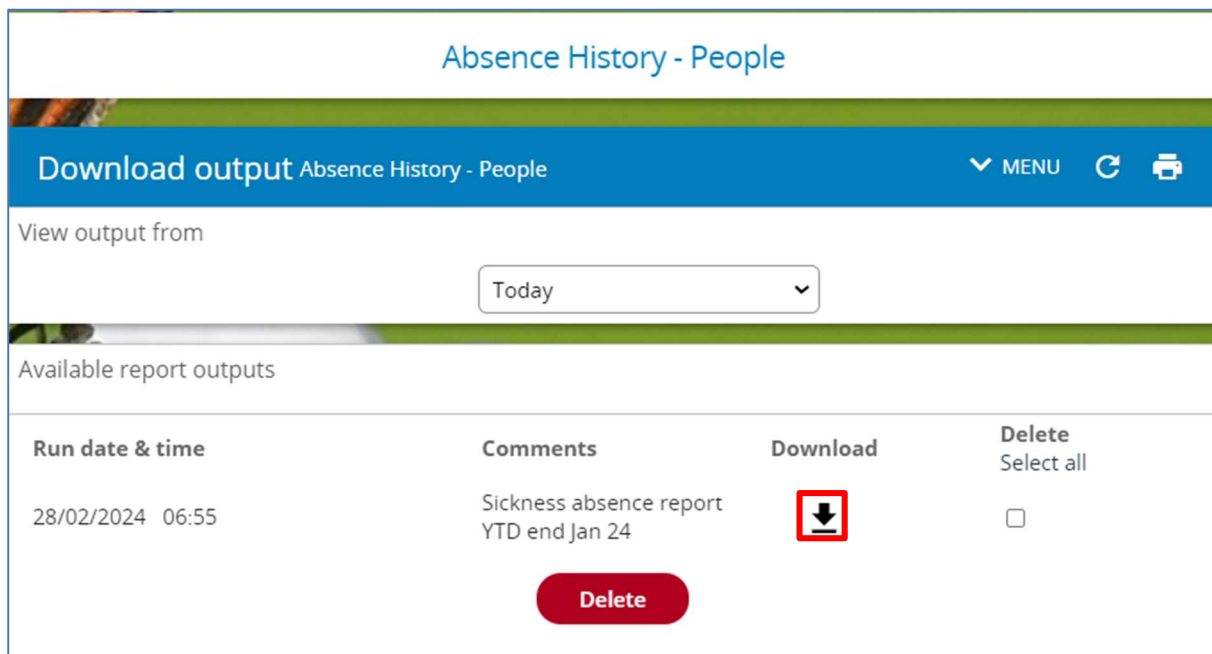 Absence History - People
Download output Absence History - People MENU
View output from
Today
Available report outputs
Run date & time Comments Download Delete
Select all
28/02/2024 06:55 Sickness absence report
YTD end Jan 24
Delete